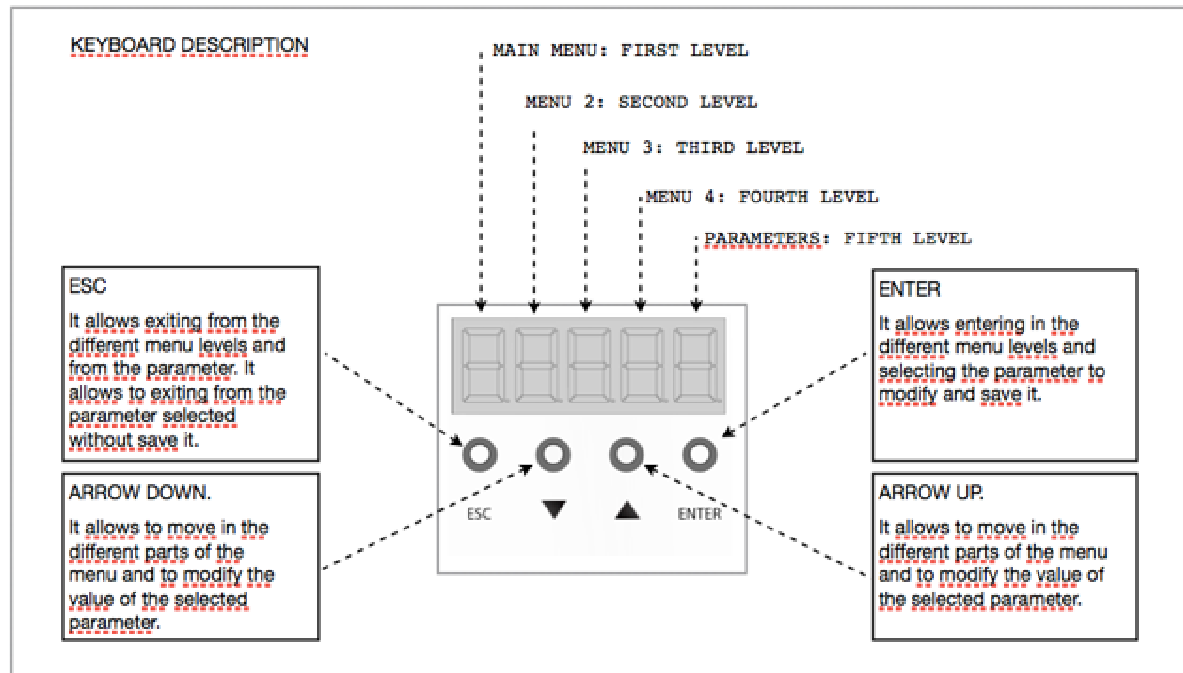 KEYBOARD DESCRIPTION
MAIN MENU: FIRST LEVEL
MENU 2: SECOND LEVEL
MENU 3: THIRD LEVEL
MENU 4: FOURTH LEVEL
PARAMETERS: FIFTH LEVEL
ESC
It allows exiting from the
different menu levels and
from the parameter. It
allows to exiting from the
parameter selected
without save it.
ENTER
It allows entering in the
different menu levels and
selecting the parameter to
modify and save it.
ESC
▼
▲
ENTER
ARROW DOWN.
It allows to move in the
different parts of the
menu and to modify the
value of the selected
parameter.
ARROW UP.
It allows to move in the
different parts of the menu
and to modify the value of
the selected parameter.